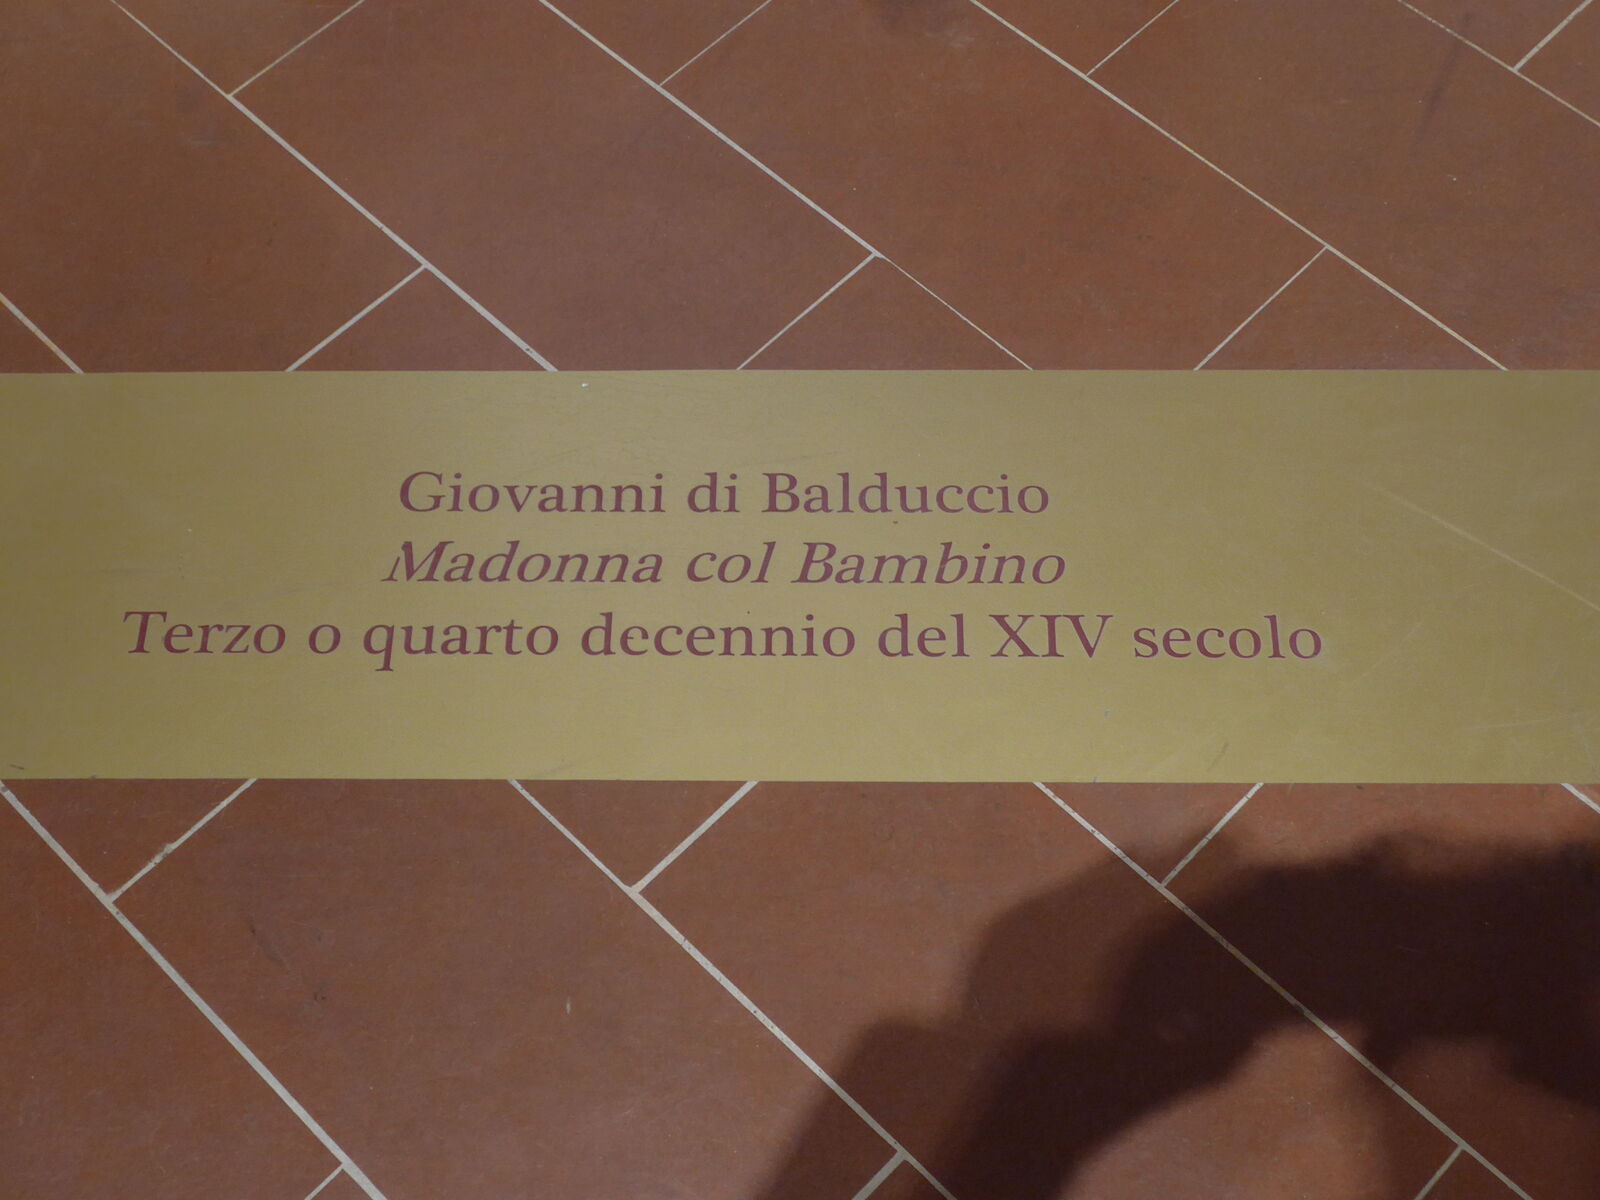 Giovanni di Balduccio
Madonna col Bambino
Terzo o quarto decennio del XIV secolo